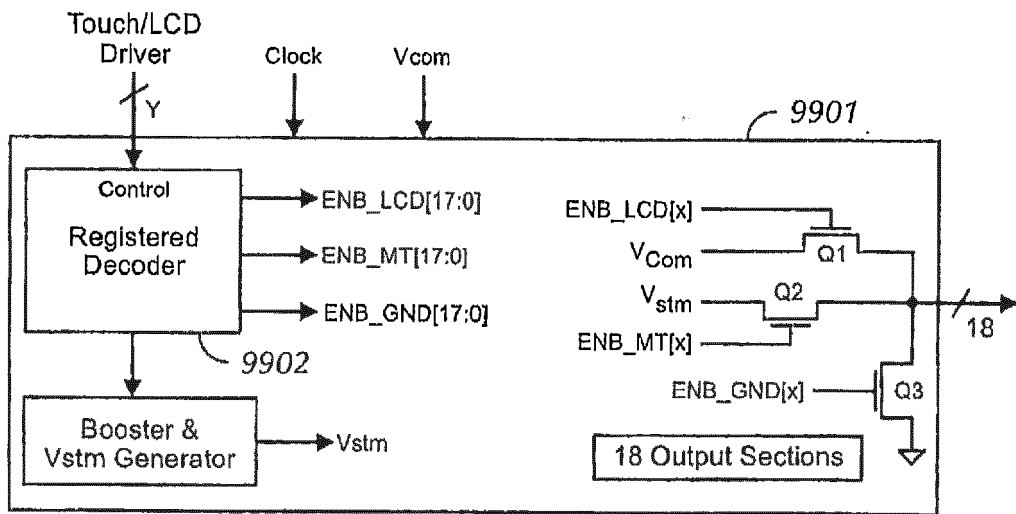 Touch/LCD
Driver
Clock
Vcom
Y
9901
Control
Registered
Decoder
ENB_LCD[17:0]
ENB_MT[17:0]
ENB_GND[17:0]
9902
Booster &
Vstm Generator
Vstm
ENB_LCD[x]
VCom
Q1
Vstm
Q2
ENB_MT[x]
18
ENB_GND[x]
Q3
18 Output Sections